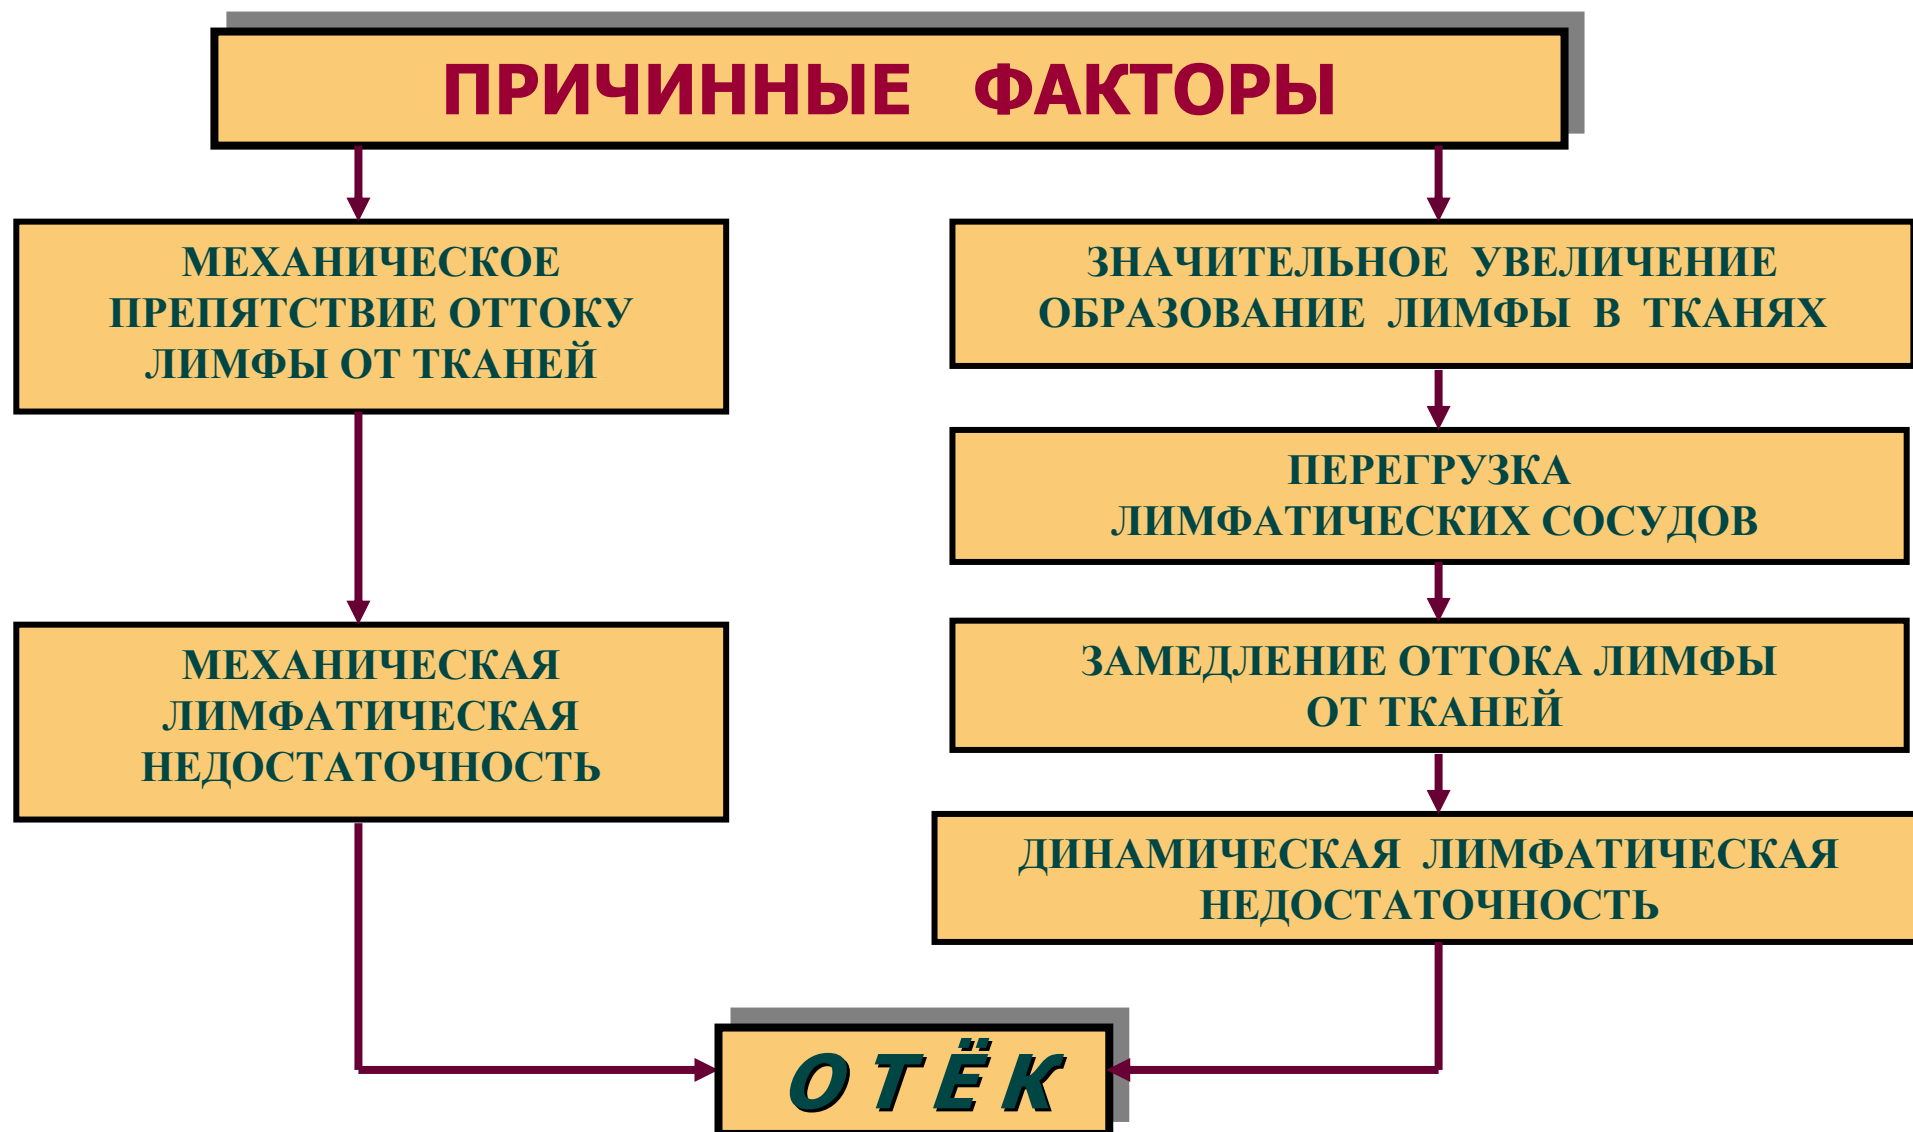 ПРИЧИННЫЕ ФАКТОРЫ
МЕХАНИЧЕСКОЕ
ПРЕПЯТСТВИЕ ОТТОКУ
ЛИМФЫ ОТ ТКАНЕЙ
МЕХАНИЧЕСКАЯ
ЛИМФАТИЧЕСКАЯ
НЕДОСТАТОЧНОСТЬ
ЗНАЧИТЕЛЬНОЕ УВЕЛИЧЕНИЕ
ОБРАЗОВАНИЕ ЛИМФЫ В ТКАНЯХ
ПЕРЕГРУЗКА
ЛИМФАТИЧЕСКИХ СОСУДОВ
ЗАМЕДЛЕНИЕ ОТТОКА ЛИМФЫ
ОТ ТКАНЕЙ
ДИНАМИЧЕСКАЯ ЛИМФАТИЧЕСКАЯ
НЕДОСТАТОЧНОСТЬ
ОТЁК